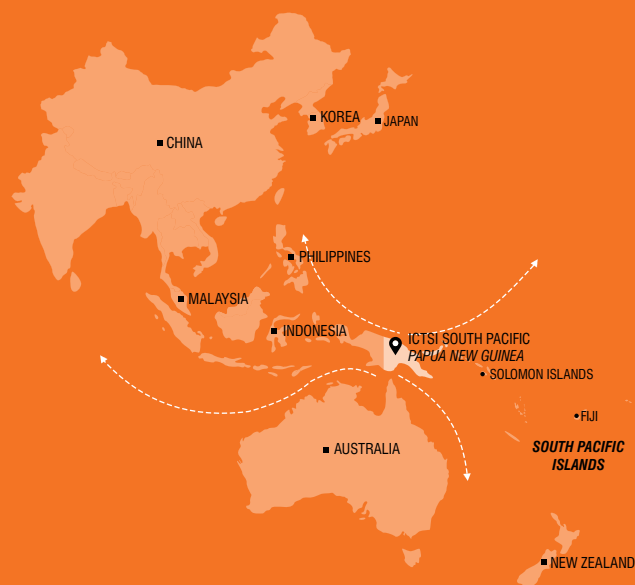 KOREA
JAPAN
CHINA
PHILIPPINES
MALAYSIA
INDONESIA
ICTSI SOUTH PACIFIC
PAPUA NEW GUINEA
SOLOMON ISLANDS
FIJI
SOUTH PACIFIC
ISLANDS
AUSTRALIA
NEW ZEALAND